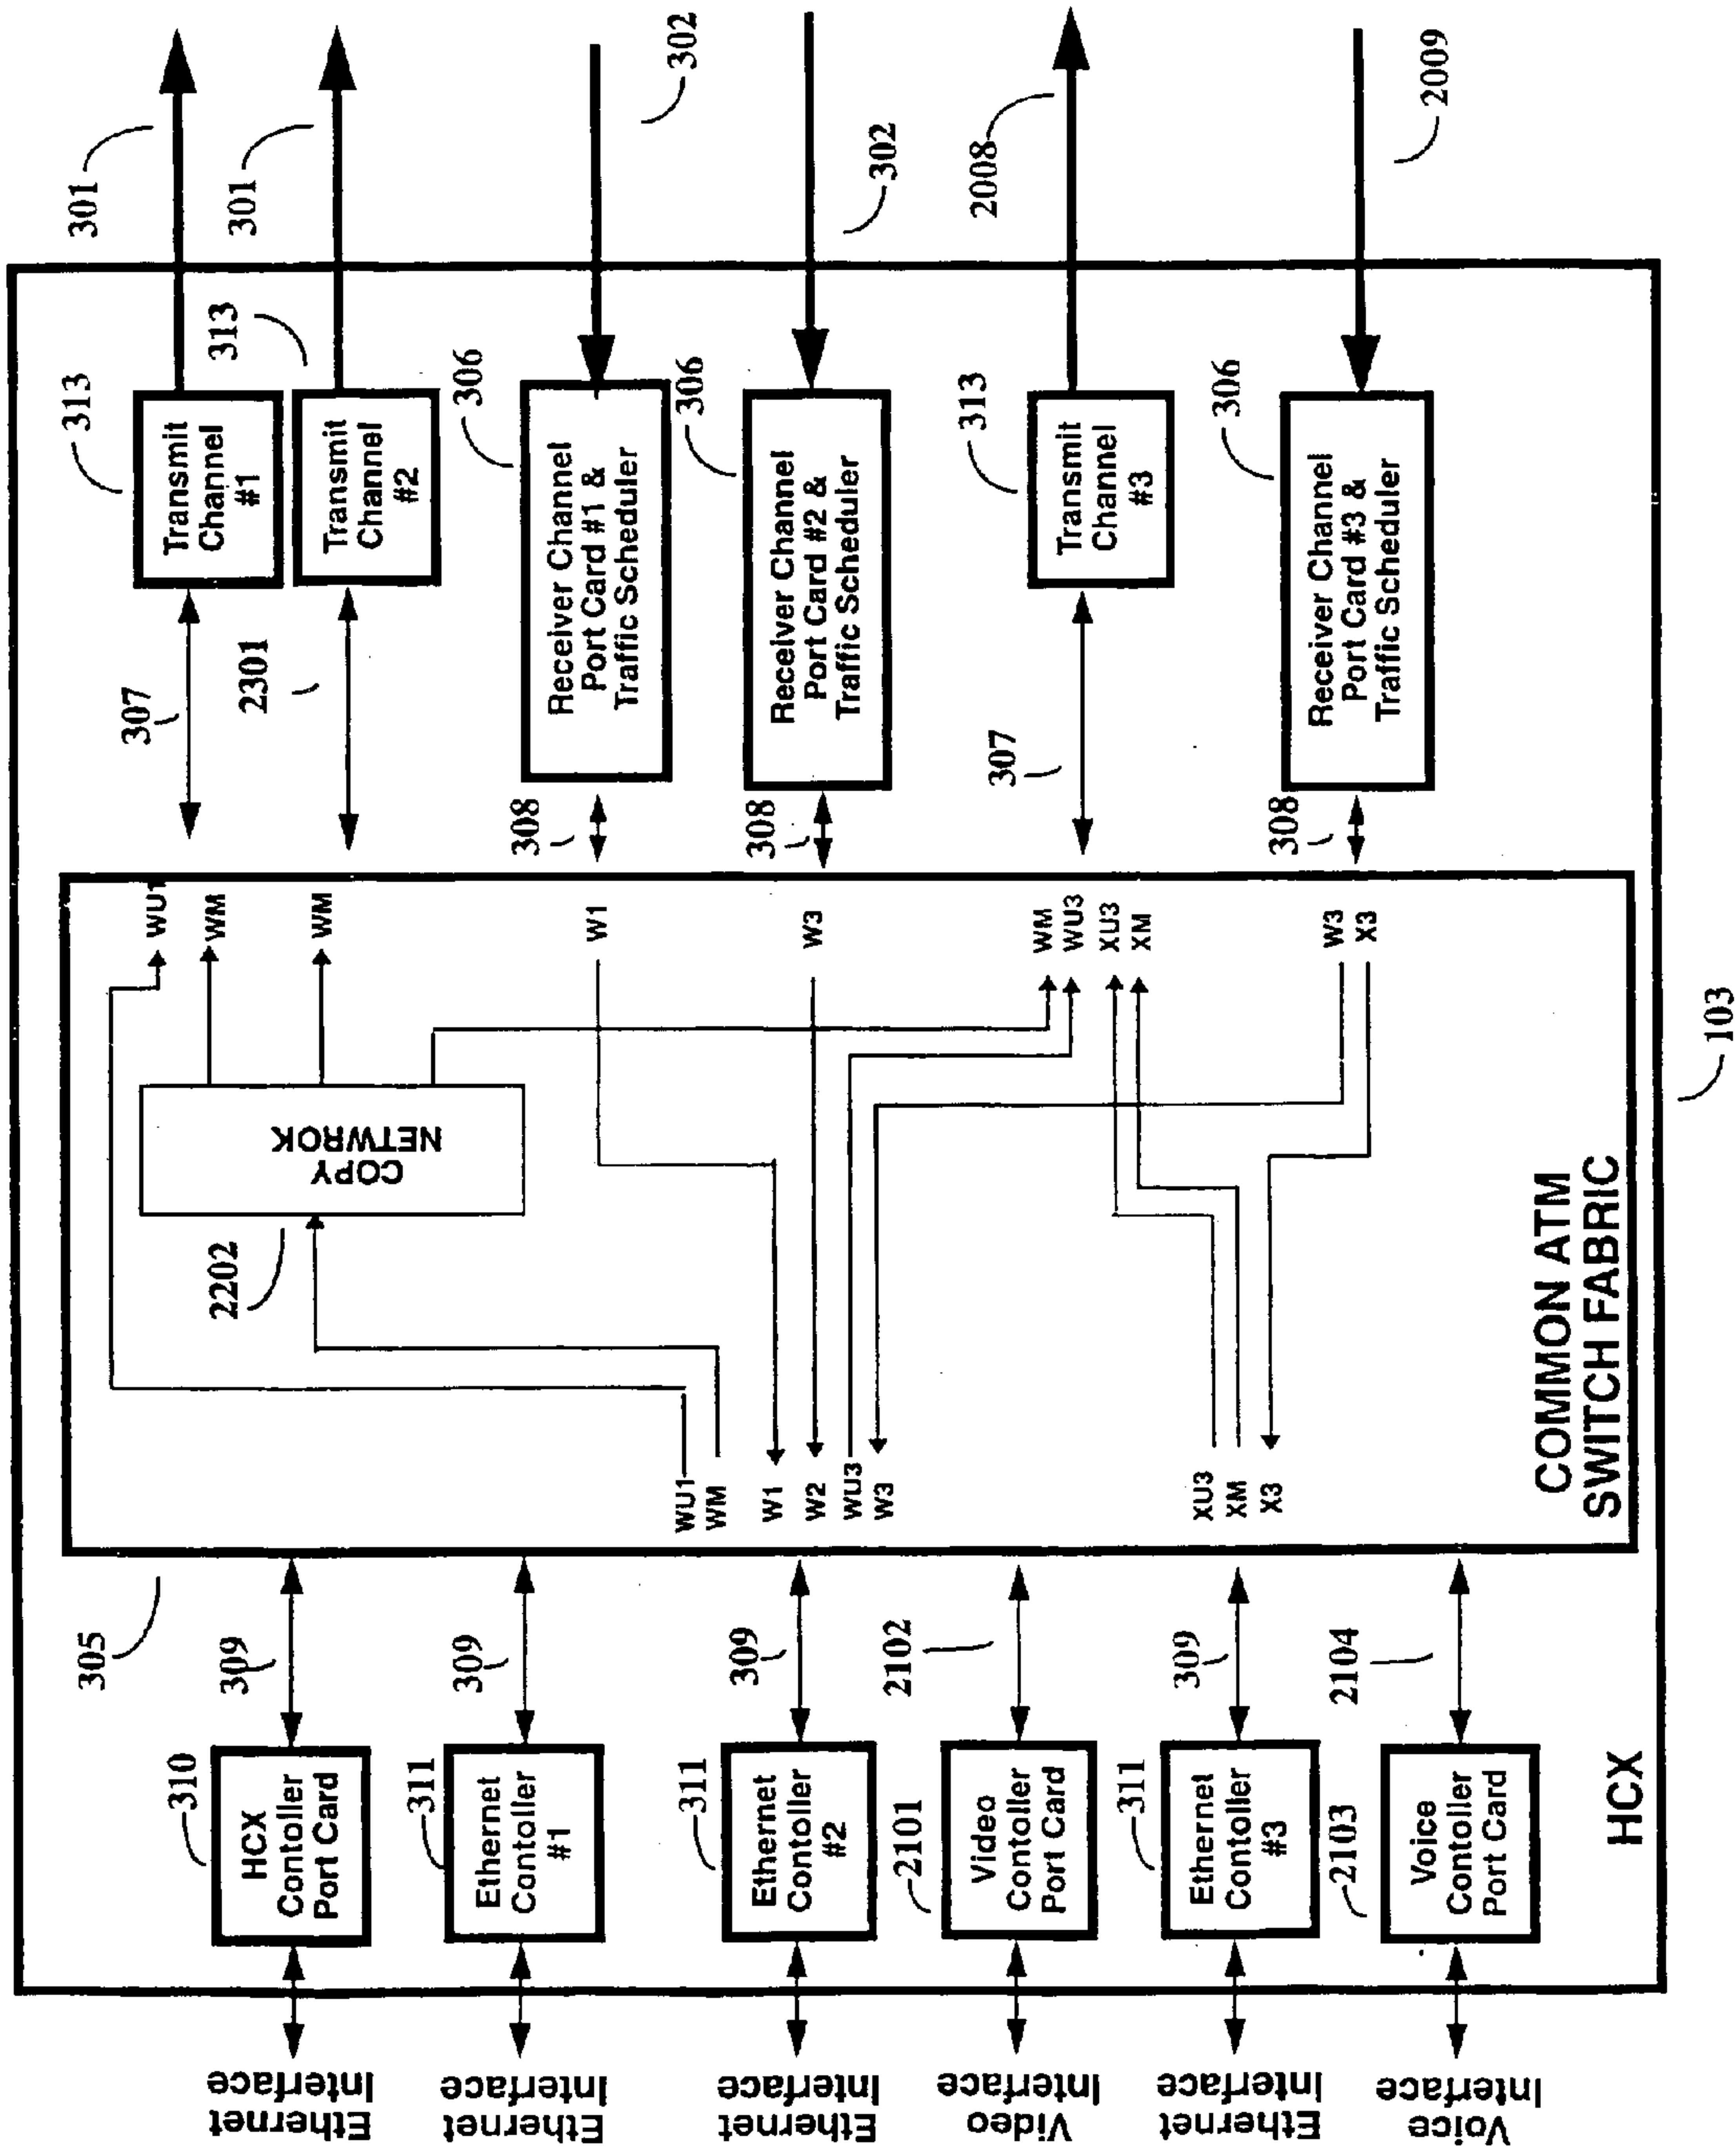 Ethernet
Interface
Ethernet
Interface
Ethernet
Interface
Video
Interface
Ethernet
Interface
Voice
Interface
310
HCX
Contoller
Port Card
311
Ethernet
Contoller
#1
311
Ethernet
Contoller
#2
2101
Video
Contoller
Port Card
311
Ethernet
Contoller
#3
2103
Voice
Contoller
Port Card
HCX
305
309
309
309
2102
309
2104
WU1
WM
W1
W2
WU3
W3
XU3
XM
X3
COMMON ATM
SWITCH FABRIC
2202
COPY
NETWROK
WU1
WM
WM
W1
W3
WM
WU3
XU3
XM
W3
X3
103
307
2301
308
308
307
308
313
Transmit
Channel
#1
313
Transmit
Channel
#2
306
Receiver Channel
Port Card #1 &
Traffic Scheduler
306
Receiver Channel
Port Card #2 &
Traffic Scheduler
313
Transmit
Channel
#3
306
Receiver Channel
Port Card #3 &
Traffic Scheduler
301
301
302
302
2008
2009